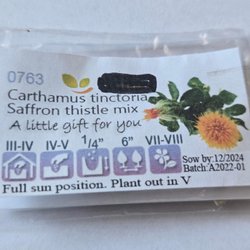 0763
Carthamus tinctoria
Saffron thistle mix
A little gift for you
III-IV IV-V 1/4" 6" VII-VIII
Sow by:12/2024
Batch:A2022-01
Full sun position. Plant out in V